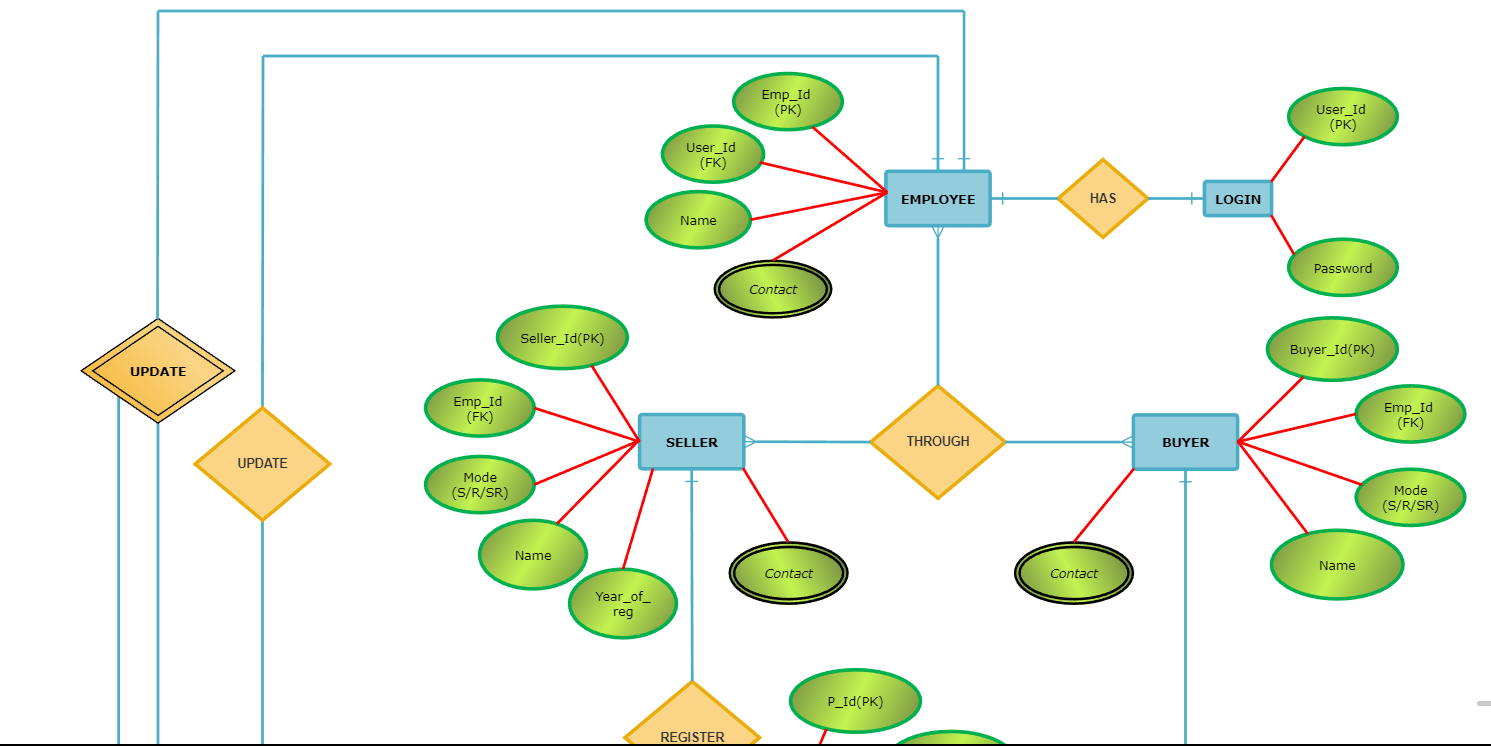 Emp_Id
(PK)
User_Id
(PK)
User_Id
(FK)
EMPLOYEE
HAS
LOGIN
Name
Password
Contact
Seller_Id(PK)
Buyer_Id(PK)
UPDATE
Emp_Id
(FK)
Emp_Id
(FK)
SELLER
THROUGH
BUYER
UPDATE
Mode
(S/R/SR)
Mode
(S/R/SR)
Name
Name
Contact
Contact
Year_of_
reg
P_Id(PK)
REGISTER